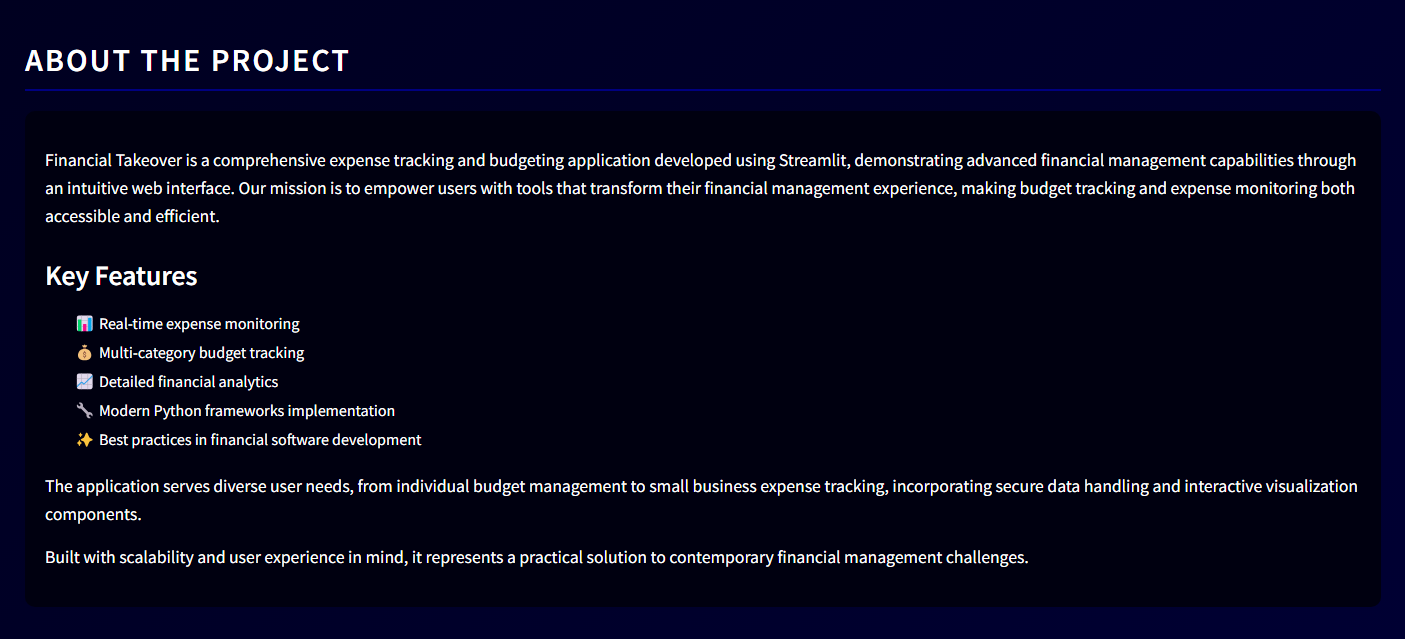 ABOUT THE PROJECT
Financial Takeover is a comprehensive expense tracking and budgeting application developed using Streamlit, demonstrating advanced financial management capabilities through
an intuitive web interface. Our mission is to empower users with tools that transform their financial management experience, making budget tracking and expense monitoring both
accessible and efficient.
Key Features
📊 Real-time expense monitoring
💰 Multi-category budget tracking
📈 Detailed financial analytics
🔧 Modern Python frameworks implementation
✨ Best practices in financial software development
The application serves diverse user needs, from individual budget management to small business expense tracking, incorporating secure data handling and interactive visualization
components.
Built with scalability and user experience in mind, it represents a practical solution to contemporary financial management challenges.